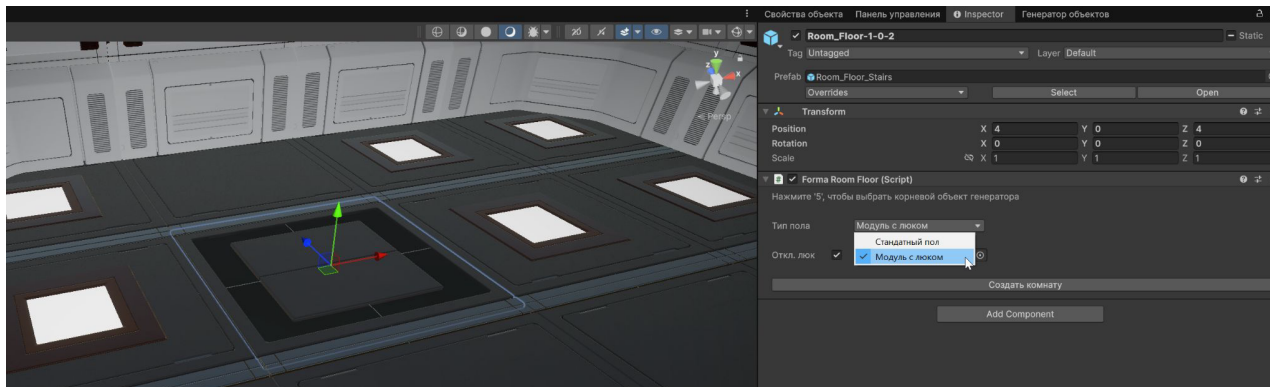 Свойства объекта Панель управления Inspector Генератор объектов
Room_Floor-1-0-2 Static
Tag Untagged Layer Default
Prefab Room_Floor_Stairs
Overrides Select Open
Transform
Position X 4 Y 0 Z 4
Rotation X 0 Y 0 Z 0
Scale X 1 Y 1 Z 1
# Forma Room Floor (Script)
Нажмите '5', чтобы выбрать корневой объект генератора
Тип пола Модуль с люком
Стандатный пол
Откл. люк Модуль с люком
Создать комнату
Add Component
2D
y
z
x
Persp